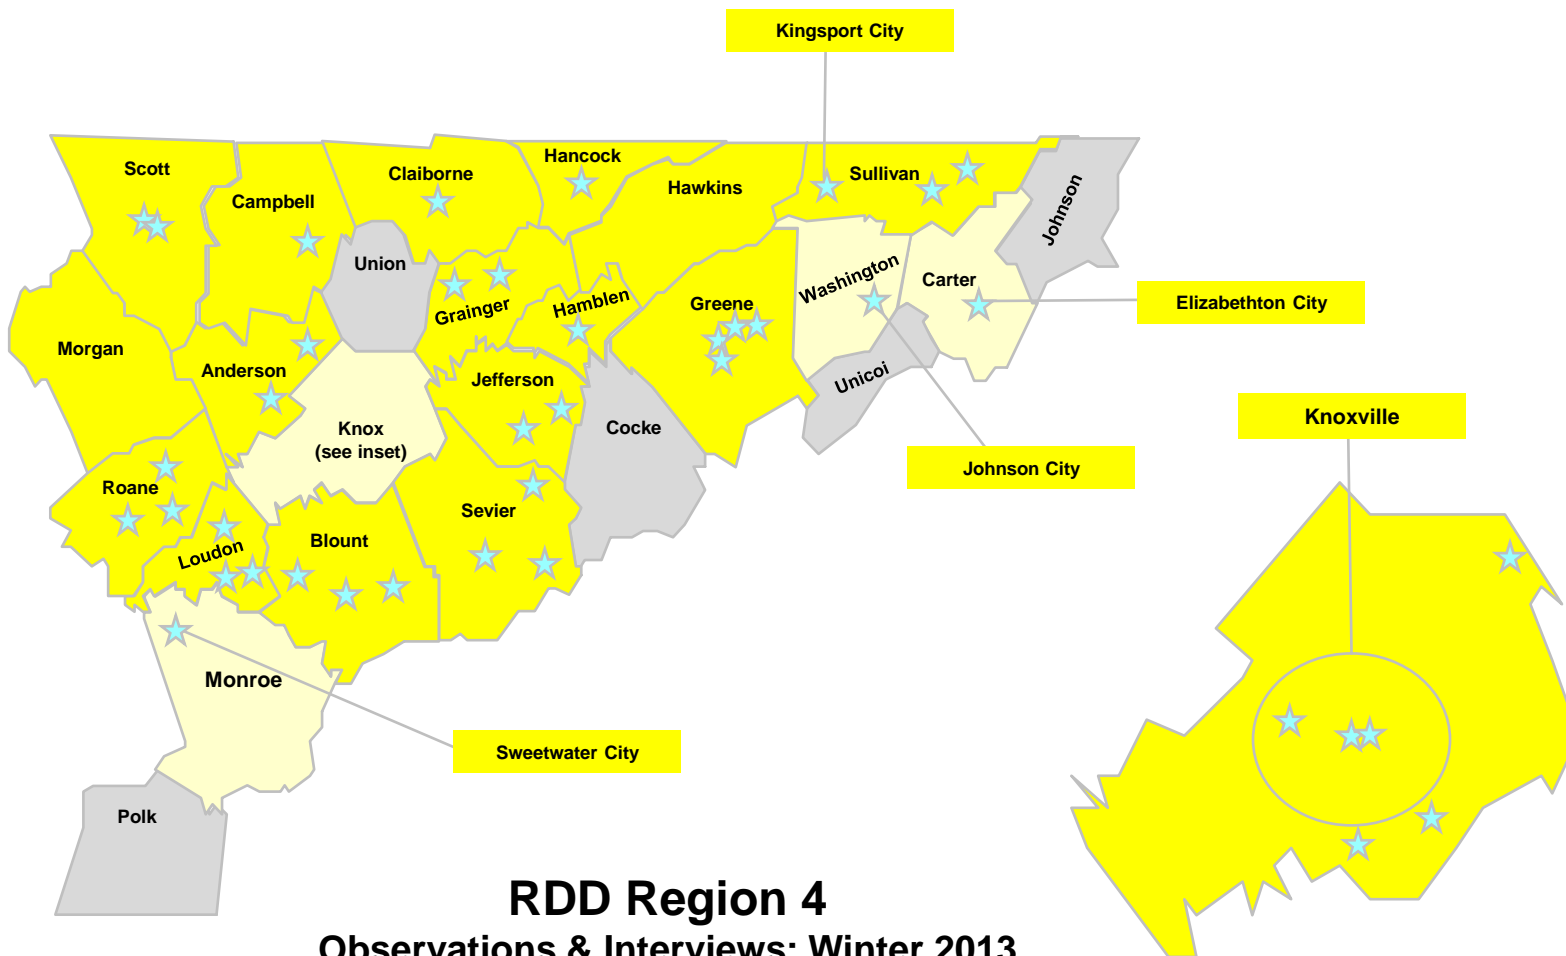 Kingsport City
Scott
Campbell
Claiborne
Hancock
Hawkins
Sullivan
Johnson
Union
Grainger
Hamblen
Greene
Washington
Carter
Elizabethton City
Morgan
Anderson
Jefferson
Unicoi
Knox
(see inset)
Cocke
Knoxville
Johnson City
Roane
Loudon
Blount
Sevier
Monroe
Sweetwater City
Polk
RDD Region 4
Observations & Interviews: Winter 2013